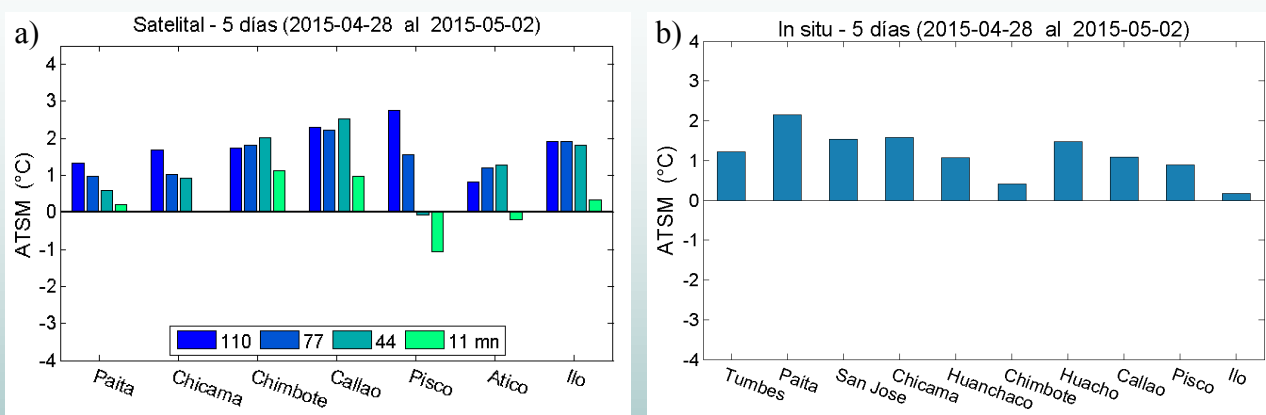 a)
Satelital - 5 días (2015-04-28 al 2015-05-02)
ATSM (°C)
4
3
2
1
0
-1
-2
-3
-4
110 77 44 11 mn
Paita Chicama Chimbote Callao Pisco Atico Ilo
b)
In situ - 5 días (2015-04-28 al 2015-05-02)
ATSM (°C)
4
3
2
1
0
-1
-2
-3
-4
Tumbes Paita San Jose Chicama Huanchaco Chimbote Huacho Callao Pisco Ilo